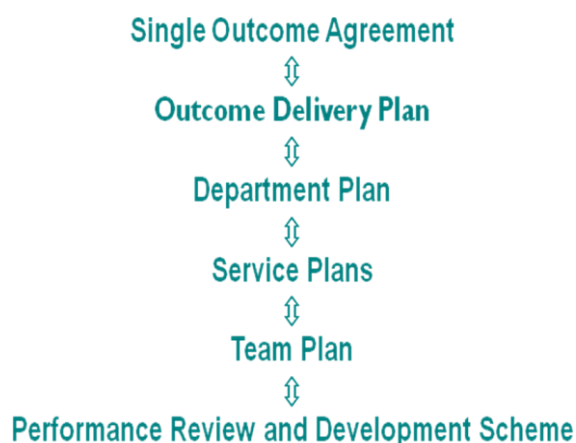 Single Outcome Agreement
Outcome Delivery Plan
Department Plan
Service Plans
Team Plan
Performance Review and Development Scheme